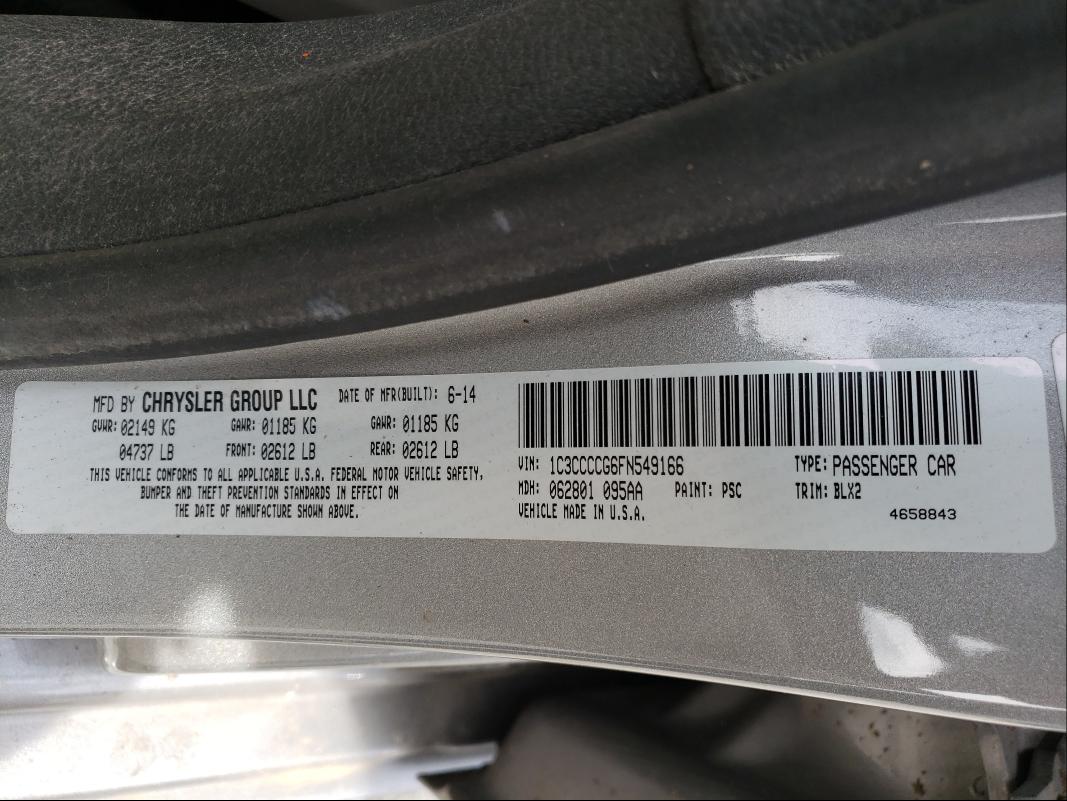 MFD BY CHRYSLER GROUP LLC DATE OF MFR(BUILT): 6-14
GVWR: 02149 KG GAWR: 01185 KG GAWR: 01185 KG
04737 LB FRONT: 02612 LB REAR: 02612 LB
THIS VEHICLE CONFORMS TO ALL APPLICABLE U.S.A. FEDERAL MOTOR VEHICLE SAFETY,
BUMPER AND THEFT PREVENTION STANDARDS IN EFFECT ON
THE DATE OF MANUFACTURE SHOWN ABOVE.
VIN: 1C3CCCCG6FN549166 TYPE: PASSENGER CAR
MDH: 062801 095AA PAINT: PSC TRIM: BLX2
VEHICLE MADE IN U.S.A. 4658843